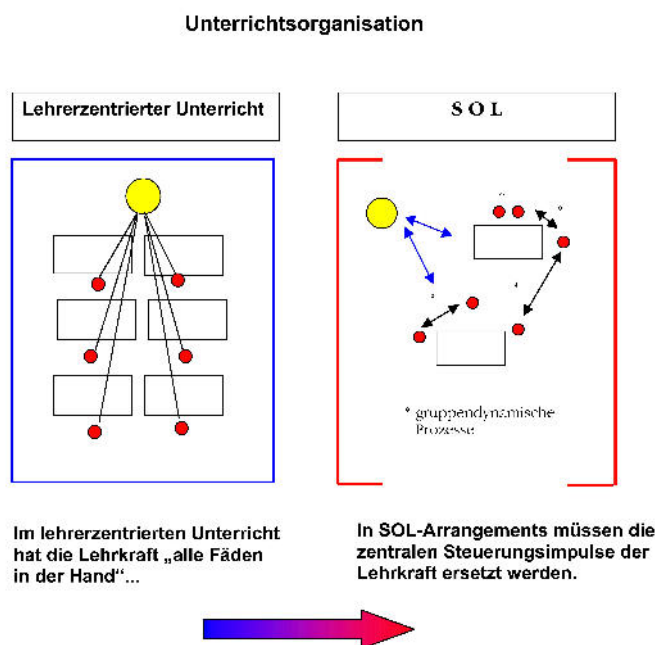 Unterrichtsorganisation
Lehrerzentrierter Unterricht
S O L
* gruppendynamische
Prozesse
Im lehrerzentrierten Unterricht
hat die Lehrkraft „alle Fäden
in der Hand“...
In SOL-Arrangements müssen die
zentralen Steuerungsimpulse der
Lehrkraft ersetzt werden.